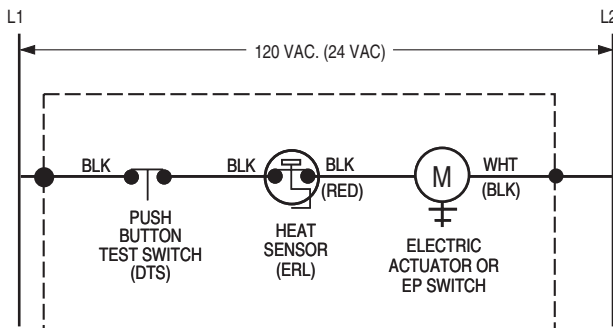 L1
L2
120 VAC. (24 VAC)
BLK
BLK
BLK
(RED)
M
WHT
(BLK)
PUSH
BUTTON
TEST SWITCH
(DTS)
HEAT
SENSOR
(ERL)
ELECTRIC
ACTUATOR OR
EP SWITCH